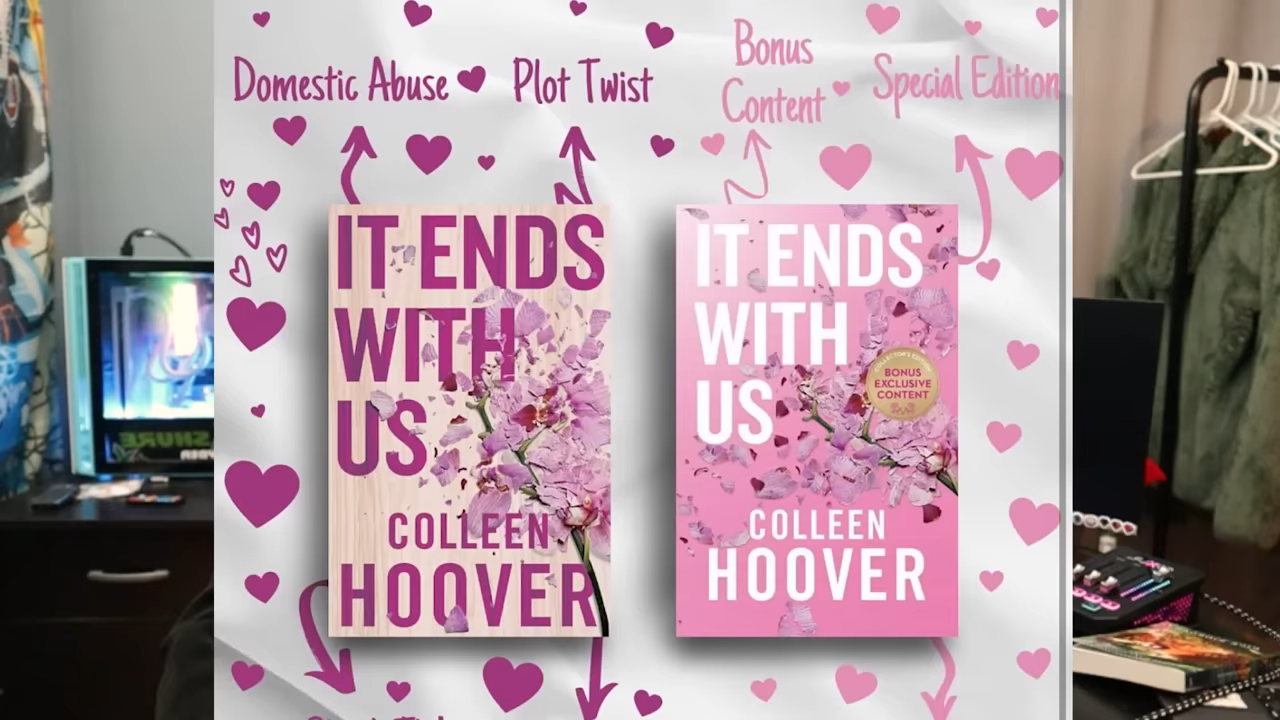 Domestic Abuse
Plot Twist
Bonus
Content
Special Edition
IT ENDS
WITH
US
COLLEEN
HOOVER
IT ENDS
WITH
US
COLLECTOR'S EDITION
BONUS
EXCLUSIVE
CONTENT
COLLEEN
HOOVER
SHURE